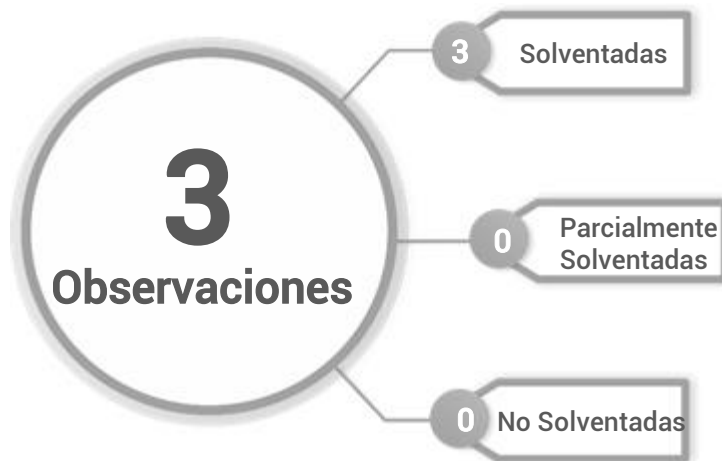 3
Observaciones
3
Solventadas
0
Parcialmente
Solventadas
0
No Solventadas